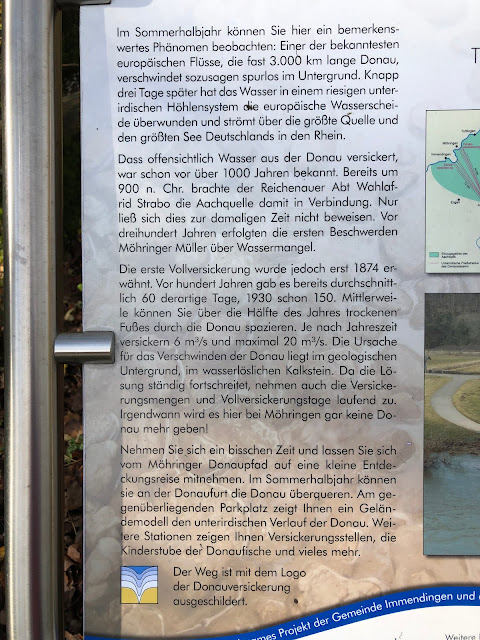 Im Sommerhalbjahr können Sie hier ein bemerkens-
wertes Phänomen beobachten: Einer der bekanntesten
europäischen Flüsse, die fast 3.000 km lange Donau,
verschwindet sozusagen spurlos im Untergrund. Knapp
drei Tage später hat das Wasser in einem riesigen unter-
irdischen Höhlensystem die europäische Wasserschei-
de überwunden und strömt über die größte Quelle und
den größten See Deutschlands in den Rhein.
Dass offensichtlich Wasser aus der Donau versickert,
war schon vor über 1000 Jahren bekannt. Bereits um
900 n. Chr. brachte der Reichenauer Abt Wahlaf-
rid Strabo die Aachquelle damit in Verbindung. Nur
ließ sich dies zur damaligen Zeit nicht beweisen. Vor
dreihundert Jahren erfolgten die ersten Beschwerden
Möhringer Müller über Wassermangel.
Die erste Vollversickerung wurde jedoch erst 1874 er-
wähnt. Vor hundert Jahren gab es bereits durchschnitt-
lich 60 derartige Tage, 1930 schon 150. Mittlerwei-
le können Sie über die Hälfte des Jahres trockenen
Fußes durch die Donau spazieren. Je nach Jahreszeit
versickern 6 m³/s und maximal 20 m³/s. Die Ursache
für das Verschwinden der Donau liegt im geologischen
Untergrund, im wasserlöslichen Kalkstein. Da die Lö-
sung ständig fortschreitet, nehmen auch die Versicke-
rungsmengen und Vollversickerungstage laufend zu.
Irgendwann wird es hier bei Möhringen gar keine Do-
nau mehr geben!
Nehmen Sie sich ein bisschen Zeit und lassen Sie sich
vom Möhringer Donaupfad auf eine kleine Entde-
ckungsreise mitnehmen. Im Sommerhalbjahr können
sie an der Donaufurt die Donau überqueren. Am ge-
genüberliegenden Parkplatz zeigt Ihnen ein Gelän-
demodell den unterirdischen Verlauf der Donau. Wei-
tere Stationen zeigen Ihnen Versickerungsstellen, die
Kinderstube der Donaufische und vieles mehr.
Der Weg ist mit dem Logo
der Donauversickerung
ausgeschildert.
Projekt der Gemeinde Immendingen und
Weitere
T
Möhringen